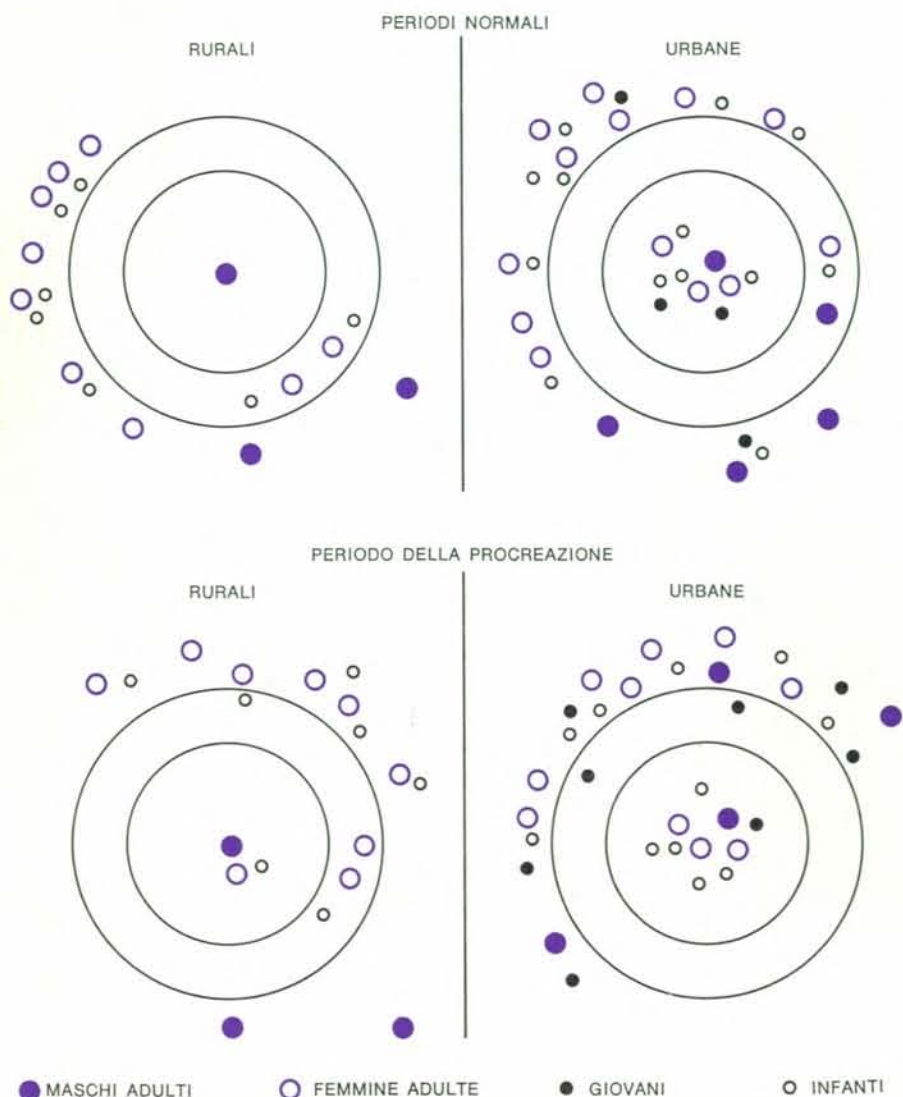 PERIODI NORMALI
RURALI
URBANE
PERIODO DELLA PROCREAZIONE
RURALI
URBANE
MASCHI ADULTI
FEMMINE ADULTE
GIOVANI
INFANTI